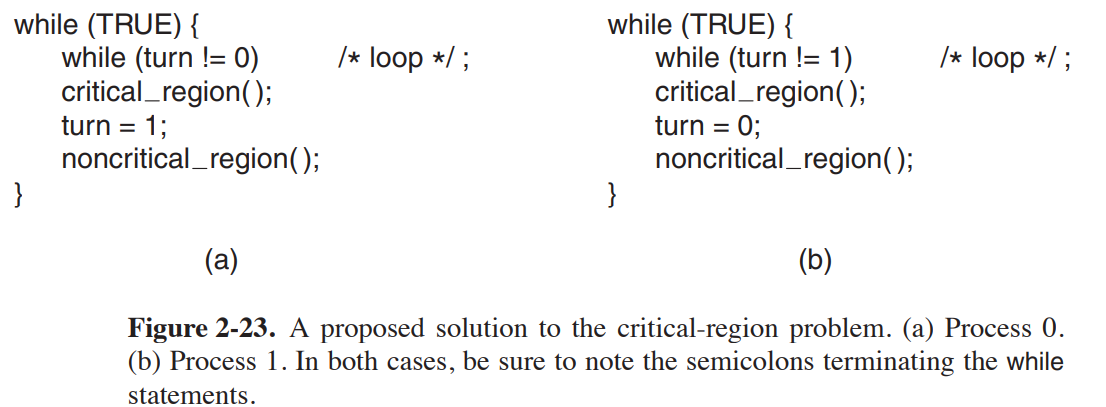 while (TRUE) {
while (turn != 0) /* loop */ ;
critical_region( );
turn = 1;
noncritical_region( );
}
(a)
while (TRUE) {
while (turn != 1) /* loop */ ;
critical_region( );
turn = 0;
noncritical_region( );
}
(b)
Figure 2-23. A proposed solution to the critical-region problem. (a) Process 0.
(b) Process 1. In both cases, be sure to note the semicolons terminating the while
statements.